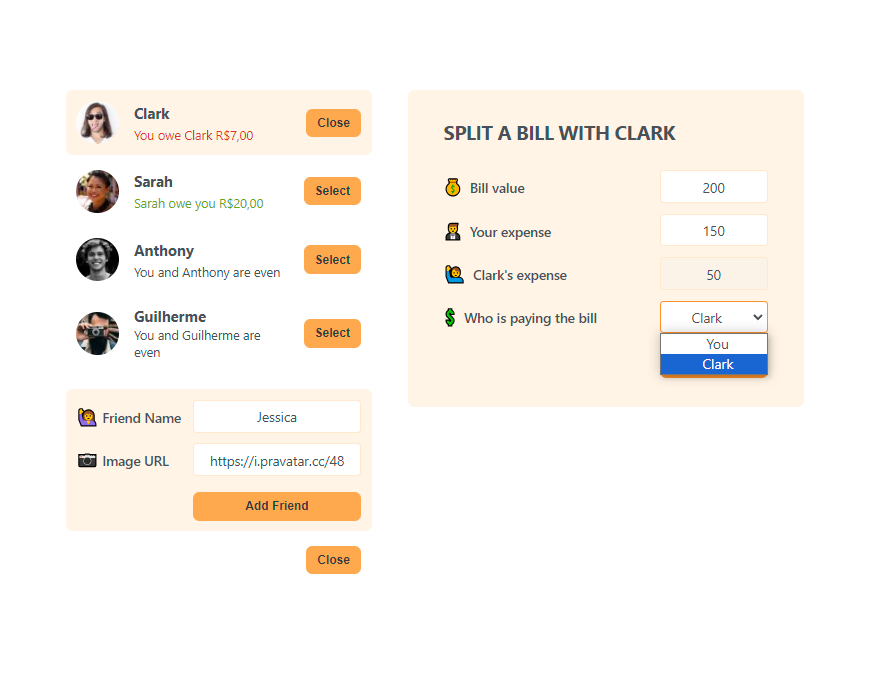 Clark
You owe Clark R$7,00
Close
Sarah
Sarah owe you R$20,00
Select
Anthony
You and Anthony are even
Select
Guilherme
You and Guilherme are
even
Select
Friend Name
Jessica
Image URL
https://i.pravatar.cc/48
Add Friend
Close
SPLIT A BILL WITH CLARK
Bill value
200
Your expense
150
Clark's expense
50
Who is paying the bill
Clark
You
Clark